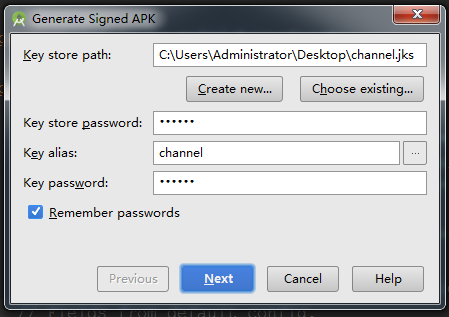 Generate Signed APK
Key store path: C:\Users\Administrator\Desktop\channel.jks
Create new... Choose existing...
Key store password: ••••••
Key alias: channel ...
Key password: ••••••
Remember passwords
Previous Next Cancel Help
// Fields from default config.